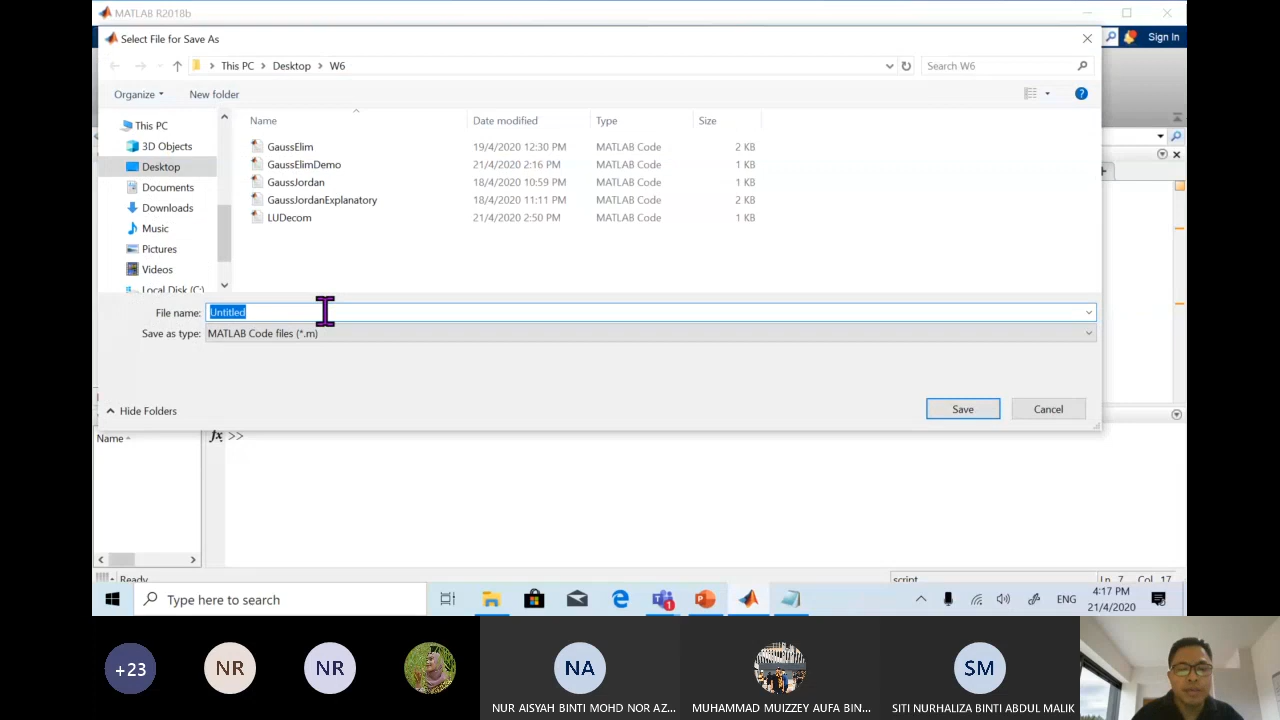 MATLAB R2018b
Select File for Save As
Sign In
This PC > Desktop > W6
Search W6
Organize
New folder
?
This PC
3D Objects
Desktop
Documents
Downloads
Music
Pictures
Videos
Local Disk (C:)
Name Date modified Type Size
GaussElim 19/4/2020 12:30 PM MATLAB Code 2 KB
GaussElimDemo 21/4/2020 2:16 PM MATLAB Code 1 KB
GaussJordan 18/4/2020 10:59 PM MATLAB Code 1 KB
GaussJordanExplanatory 18/4/2020 11:11 PM MATLAB Code 2 KB
LUDecom 21/4/2020 2:50 PM MATLAB Code 1 KB
File name: Untitled
Save as type: MATLAB Code files (*.m)
Hide Folders
Save
Cancel
Name
fx >>
Ready
script
Ln 7 Col 17
Type here to search
1
ENG
4:17 PM
21/4/2020
+23
NR
NR
NA
SM
NUR AISYAH BINTI MOHD NOR AZ...
MUHAMMAD MUIZZEY AUFA BIN...
SITI NURHALIZA BINTI ABDUL MALIK